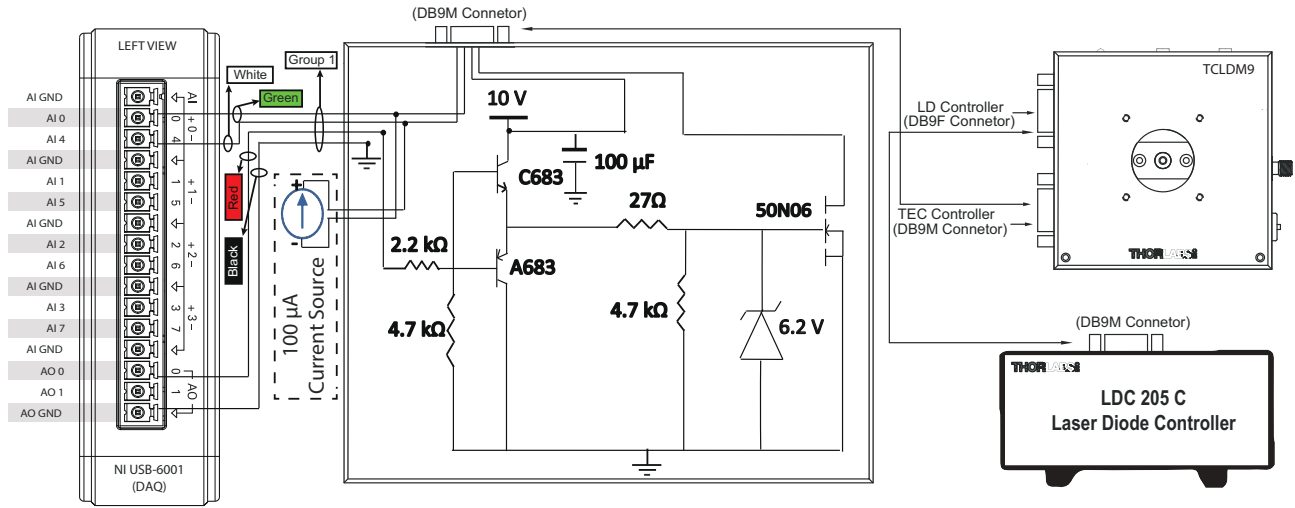 (DB9M Connetor)
LEFT VIEW
White
Group 1
Green
AI GND
AI 0
AI 4
AI GND
AI 1
AI 5
AI GND
AI 2
AI 6
AI GND
AI 3
AI 7
AI GND
AO 0
AO 1
AO GND
AI
0
+0-
4
1
+1-
5
2
+2-
6
3
+3-
7
0
1
AO
Red
Black
NI USB-6001
(DAQ)
+
-
100 µA
Current Source
10 V
100 µF
C683
27Ω
50N06
2.2 kΩ
A683
4.7 kΩ
4.7 kΩ
6.2 V
TCLDM9
LD Controller
(DB9F Connetor)
TEC Controller
(DB9M Connetor)
THORLABS
(DB9M Connetor)
THORLABS
LDC 205 C
Laser Diode Controller